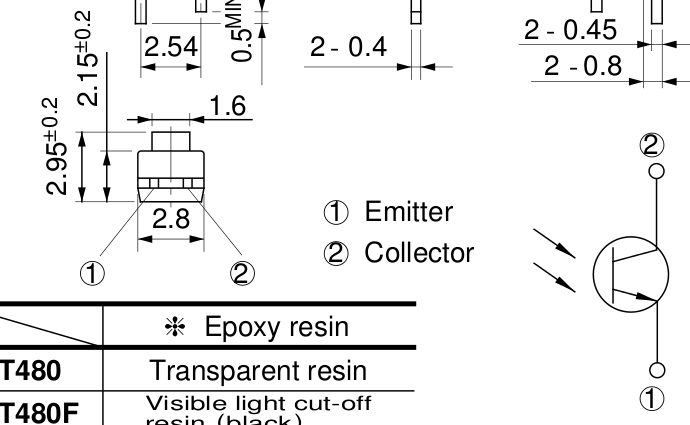 0.5 MIN
2 - 0.45
2.54
2 - 0.4
2 - 0.8
2.15±0.2
1.6
2.95±0.2
②
① Emitter
2.8
② Collector
① ②
❈ Epoxy resin
T480 Transparent resin
①
T480F Visible light cut-off
resin (black)